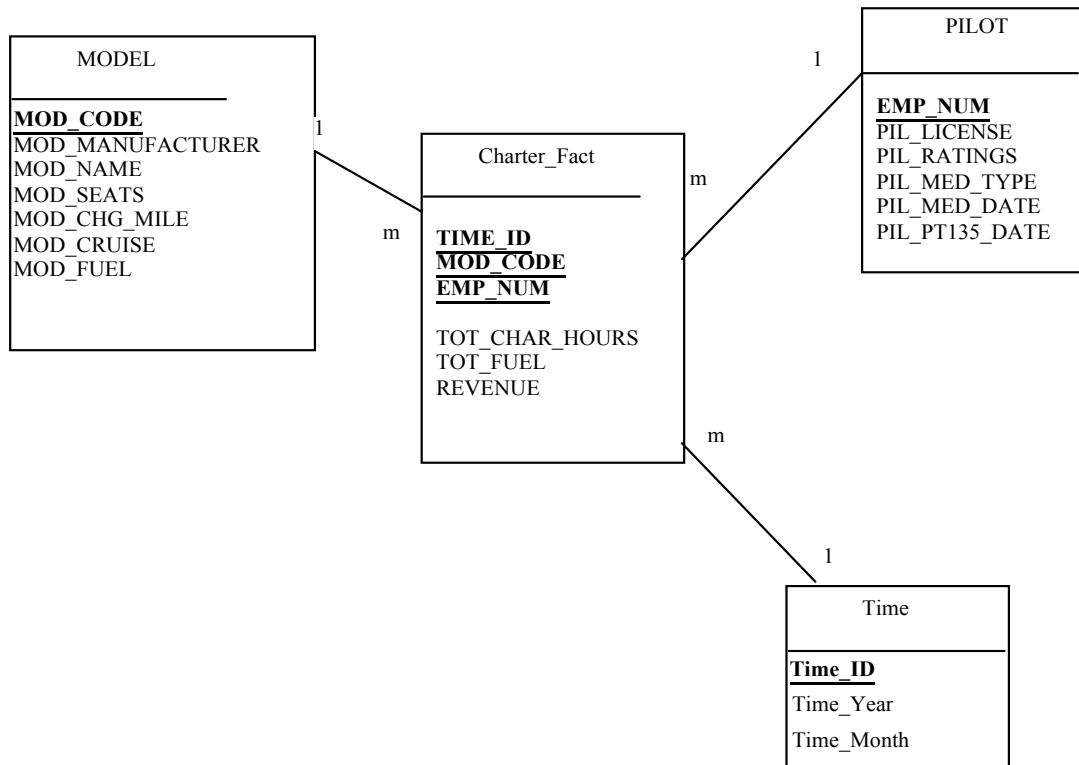 MODEL
MOD_CODE
MOD_MANUFACTURER
MOD_NAME
MOD_SEATS
MOD_CHG_MILE
MOD_CRUISE
MOD_FUEL
1
m
Charter_Fact
TIME_ID
MOD_CODE
EMP_NUM
TOT_CHAR_HOURS
TOT_FUEL
REVENUE
m
1
PILOT
EMP_NUM
PIL_LICENSE
PIL_RATINGS
PIL_MED_TYPE
PIL_MED_DATE
PIL_PT135_DATE
m
1
Time
Time_ID
Time_Year
Time_Month